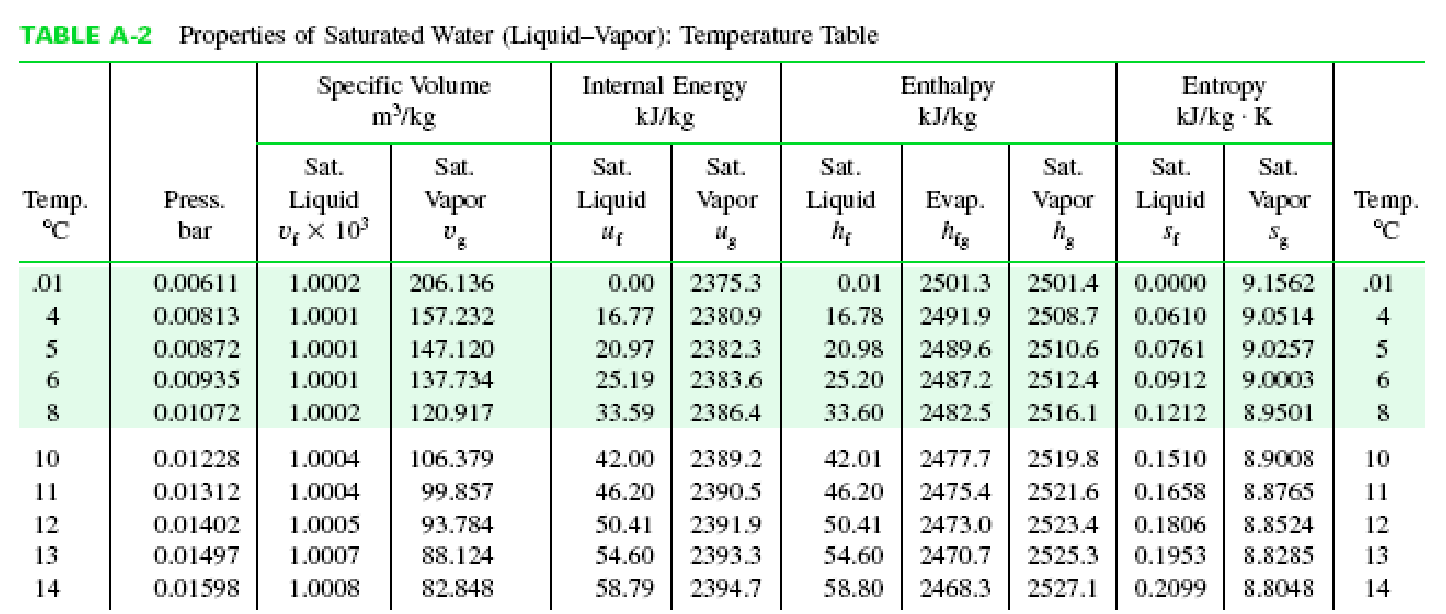 TABLE A-2 Properties of Saturated Water (Liquid–Vapor): Temperature Table
Specific Volume Internal Energy Enthalpy Entropy
m³/kg kJ/kg kJ/kg kJ/kg · K
Sat. Sat. Sat. Sat. Sat. Sat. Sat. Sat.
Temp. Press. Liquid Vapor Liquid Vapor Liquid Evap. Vapor Liquid Vapor Temp.
°C bar v_f × 10³ v_g u_f u_g h_f h_fg h_g s_f s_g °C
.01 0.00611 1.0002 206.136 0.00 2375.3 0.01 2501.3 2501.4 0.0000 9.1562 .01
4 0.00813 1.0001 157.232 16.77 2380.9 16.78 2491.9 2508.7 0.0610 9.0514 4
5 0.00872 1.0001 147.120 20.97 2382.3 20.98 2489.6 2510.6 0.0761 9.0257 5
6 0.00935 1.0001 137.734 25.19 2383.6 25.20 2487.2 2512.4 0.0912 9.0003 6
8 0.01072 1.0002 120.917 33.59 2386.4 33.60 2482.5 2516.1 0.1212 8.9501 8
10 0.01228 1.0004 106.379 42.00 2389.2 42.01 2477.7 2519.8 0.1510 8.9008 10
11 0.01312 1.0004 99.857 46.20 2390.5 46.20 2475.4 2521.6 0.1658 8.8765 11
12 0.01402 1.0005 93.784 50.41 2391.9 50.41 2473.0 2523.4 0.1806 8.8524 12
13 0.01497 1.0007 88.124 54.60 2393.3 54.60 2470.7 2525.3 0.1953 8.8285 13
14 0.01598 1.0008 82.848 58.79 2394.7 58.80 2468.3 2527.1 0.2099 8.8048 14